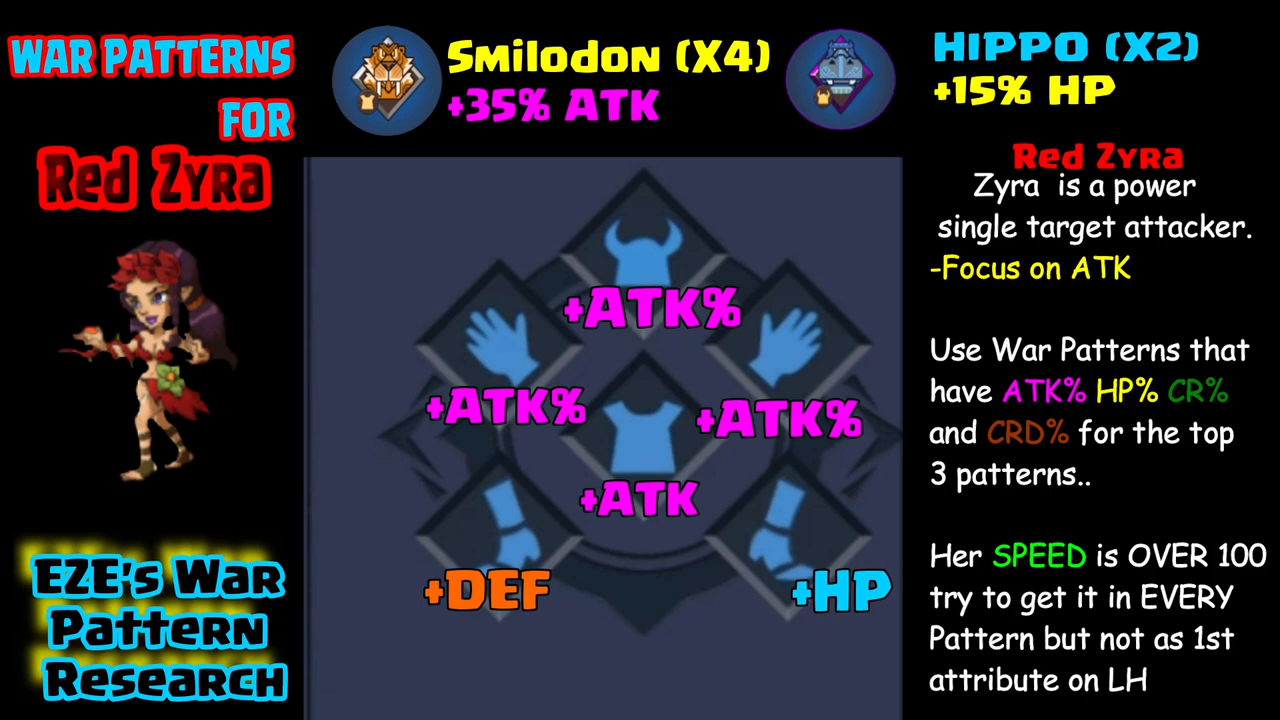 WAR PATTERNS
FOR
Red Zyra
Smilodon (X4)
+35% ATK
HIPPO (X2)
+15% HP
+ATK%
+ATK%
+ATK%
+ATK
+DEF
+HP
Red Zyra
Zyra is a power
single target attacker.
-Focus on ATK
Use War Patterns that
have ATK% HP% CR%
and CRD% for the top
3 patterns..
Her SPEED is OVER 100
try to get it in EVERY
Pattern but not as 1st
attribute on LH
EZE's War
Pattern
Research